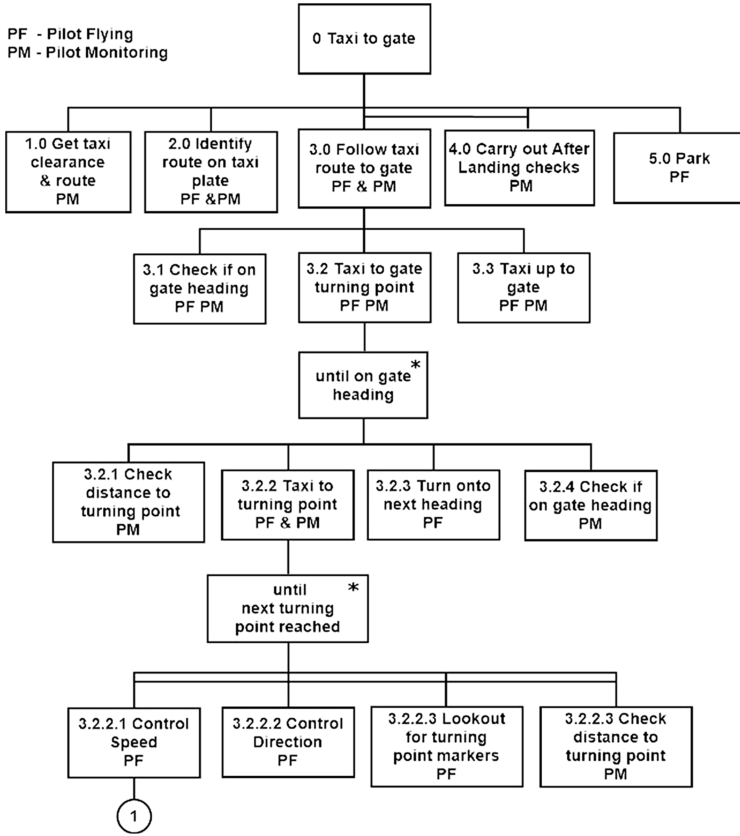 PF - Pilot Flying
PM - Pilot Monitoring
0 Taxi to gate
1.0 Get taxi
clearance
& route
PM
2.0 Identify
route on taxi
plate
PF &PM
3.0 Follow taxi
route to gate
PF & PM
4.0 Carry out After
Landing checks
PM
5.0 Park
PF
3.1 Check if on
gate heading
PF PM
3.2 Taxi to gate
turning point
PF PM
3.3 Taxi up to
gate
PF PM
until on gate *
heading
3.2.1 Check
distance to
turning point
PM
3.2.2 Taxi to
turning point
PF & PM
3.2.3 Turn onto
next heading
PF
3.2.4 Check if
on gate heading
PM
until *
next turning
point reached
3.2.2.1 Control
Speed
PF
3.2.2.2 Control
Direction
PF
3.2.2.3 Lookout
for turning
point markers
PF
3.2.2.3 Check
distance to
turning point
PM
1